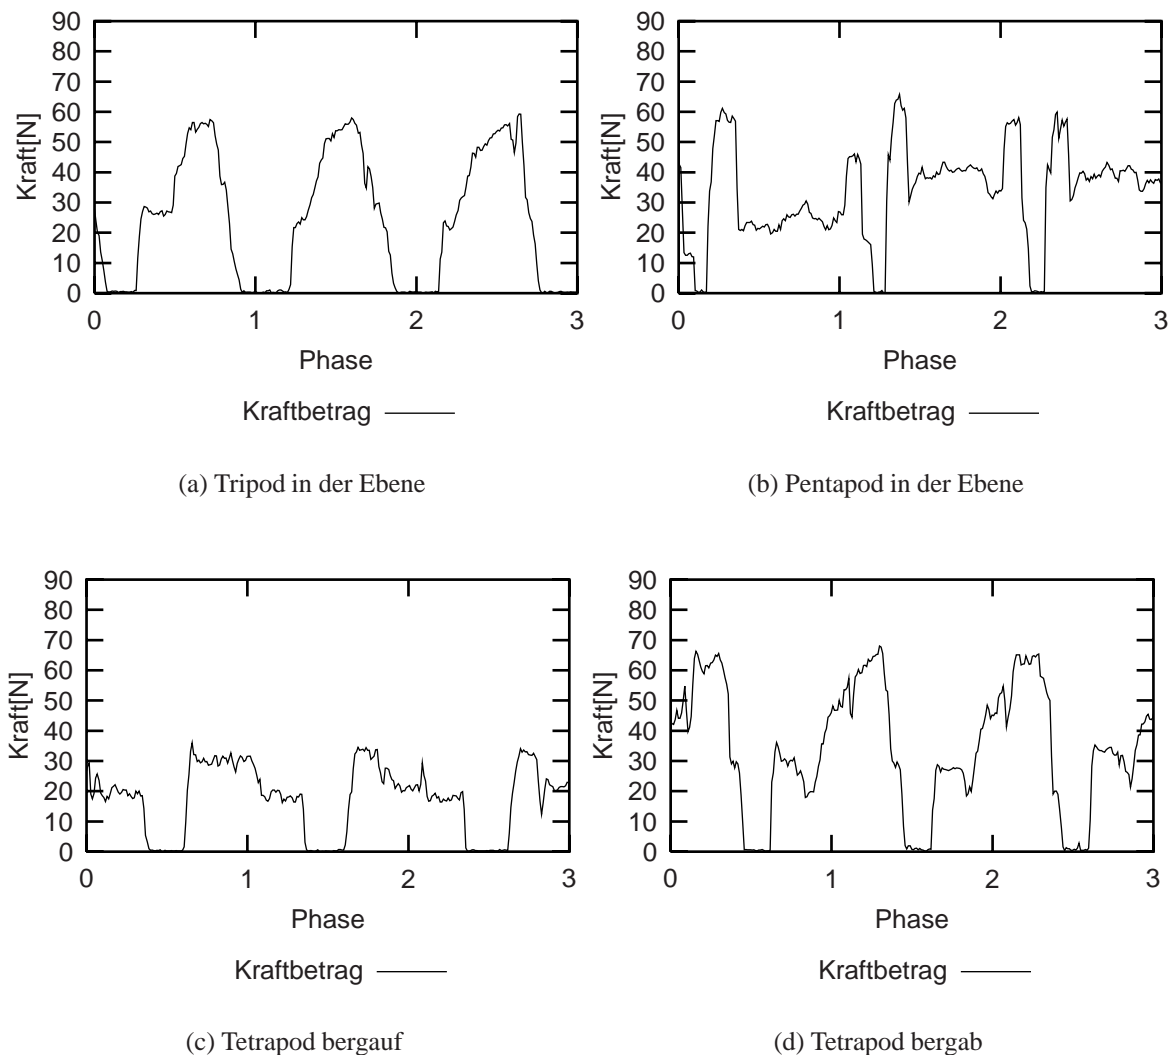 90
80
70
60
50
40
30
20
10
0
Kraft[N]
0 1 2 3
Phase
Kraftbetrag
(a) Tripod in der Ebene
90
80
70
60
50
40
30
20
10
0
Kraft[N]
0 1 2 3
Phase
Kraftbetrag
(b) Pentapod in der Ebene
90
80
70
60
50
40
30
20
10
0
Kraft[N]
0 1 2 3
Phase
Kraftbetrag
(c) Tetrapod bergauf
90
80
70
60
50
40
30
20
10
0
Kraft[N]
0 1 2 3
Phase
Kraftbetrag
(d) Tetrapod bergab